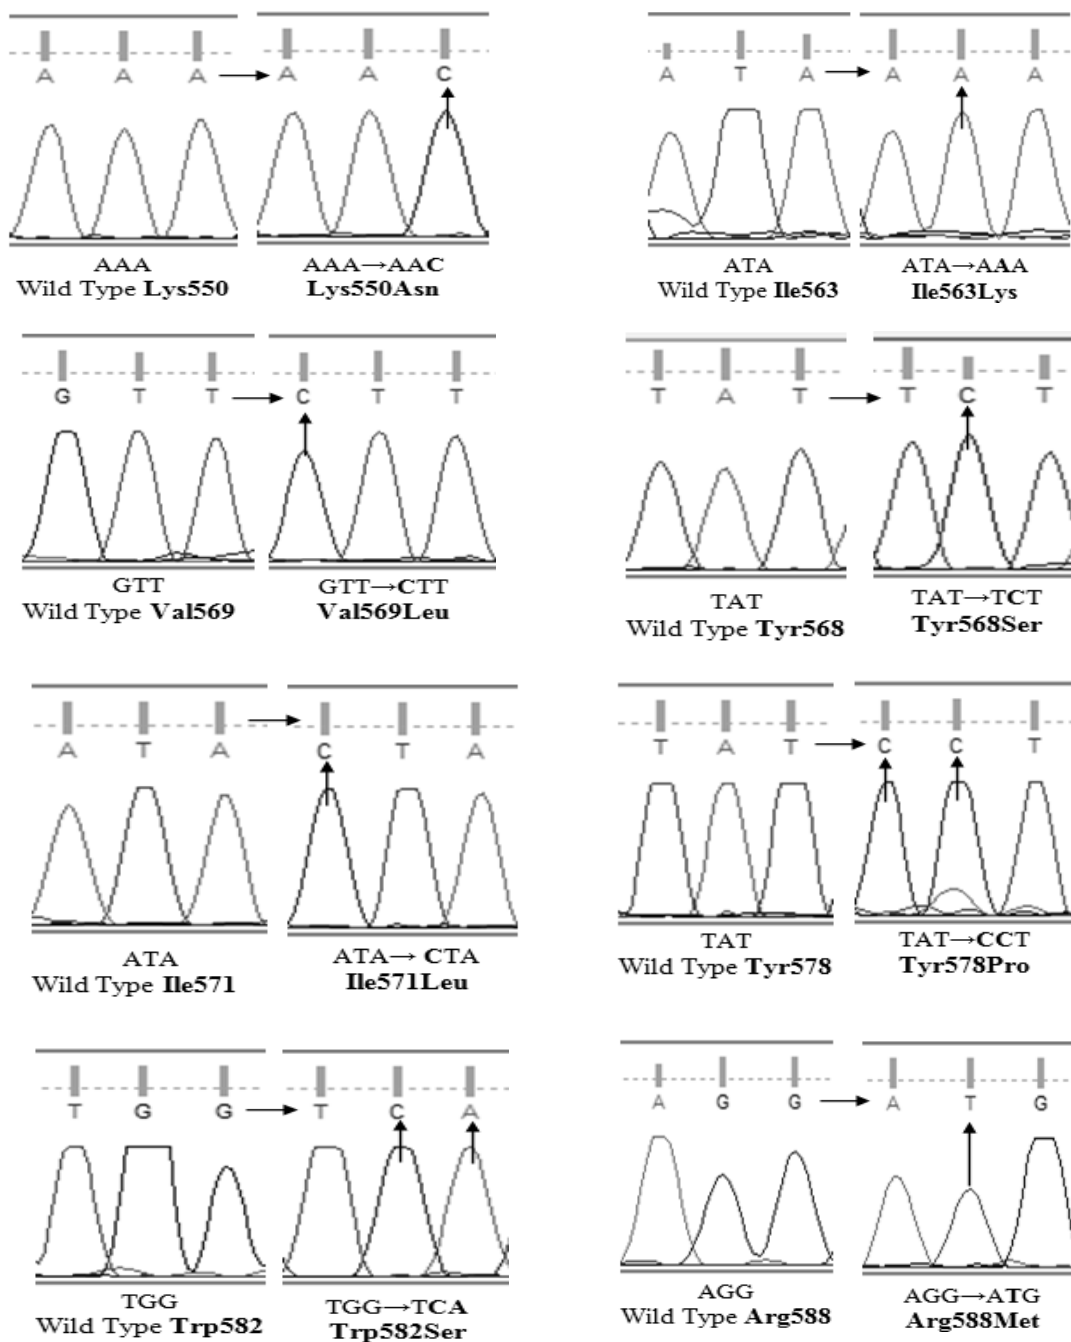 A A A → A A C
AAA
Wild Type Lys550
AAA→AAC
Lys550Asn
A T A → A A A
ATA
Wild Type Ile563
ATA→AAA
Ile563Lys
G T T → C T T
GTT
Wild Type Val569
GTT→CTT
Val569Leu
T A T → T C T
TAT
Wild Type Tyr568
TAT→TCT
Tyr568Ser
A T A → C T A
ATA
Wild Type Ile571
ATA→ CTA
Ile571Leu
T A T → C C T
TAT
Wild Type Tyr578
TAT→CCT
Tyr578Pro
T G G → T C A
TGG
Wild Type Trp582
TGG→TCA
Trp582Ser
A G G → A T G
AGG
Wild Type Arg588
AGG→ATG
Arg588Met